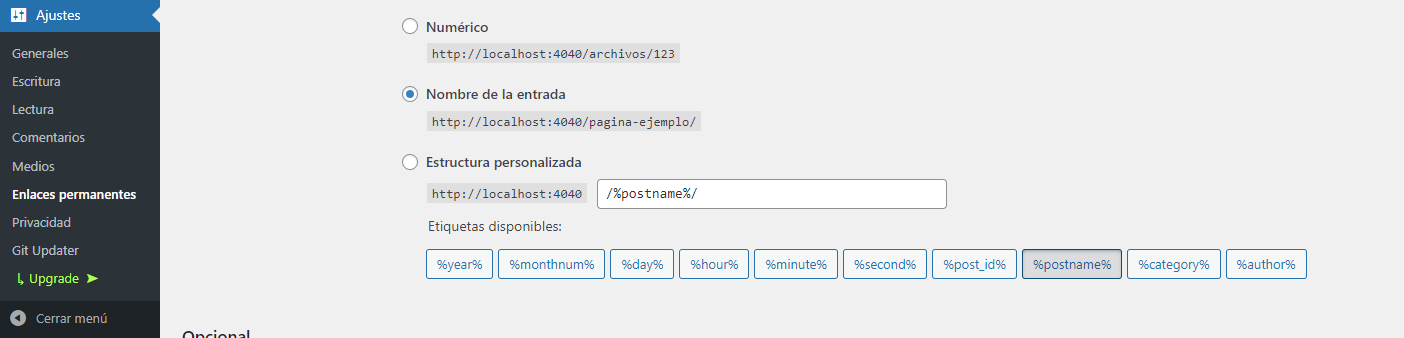 Ajustes
Generales
Escritura
Lectura
Comentarios
Medios
Enlaces permanentes
Privacidad
Git Updater
↳ Upgrade ➤
Cerrar menú
Numérico
http://localhost:4040/archivos/123
Nombre de la entrada
http://localhost:4040/pagina-ejemplo/
Estructura personalizada
http://localhost:4040 /%postname%/
Etiquetas disponibles:
%year% %monthnum% %day% %hour% %minute% %second% %post_id% %postname% %category% %author%
Opcional